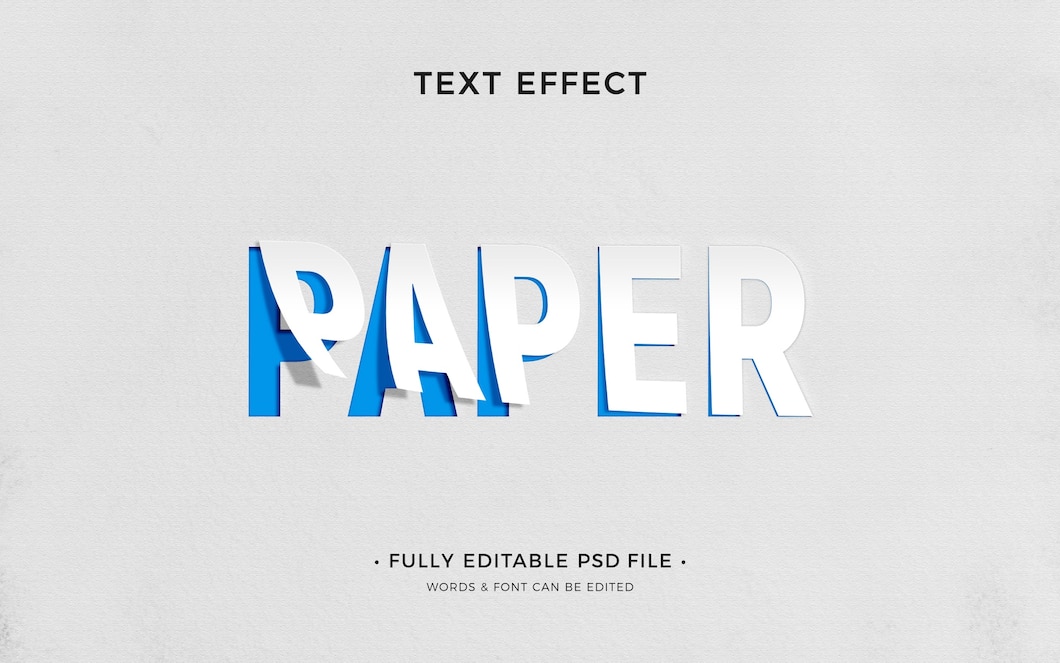 TEXT EFFECT
PAPER
• FULLY EDITABLE PSD FILE •
WORDS & FONT CAN BE EDITED